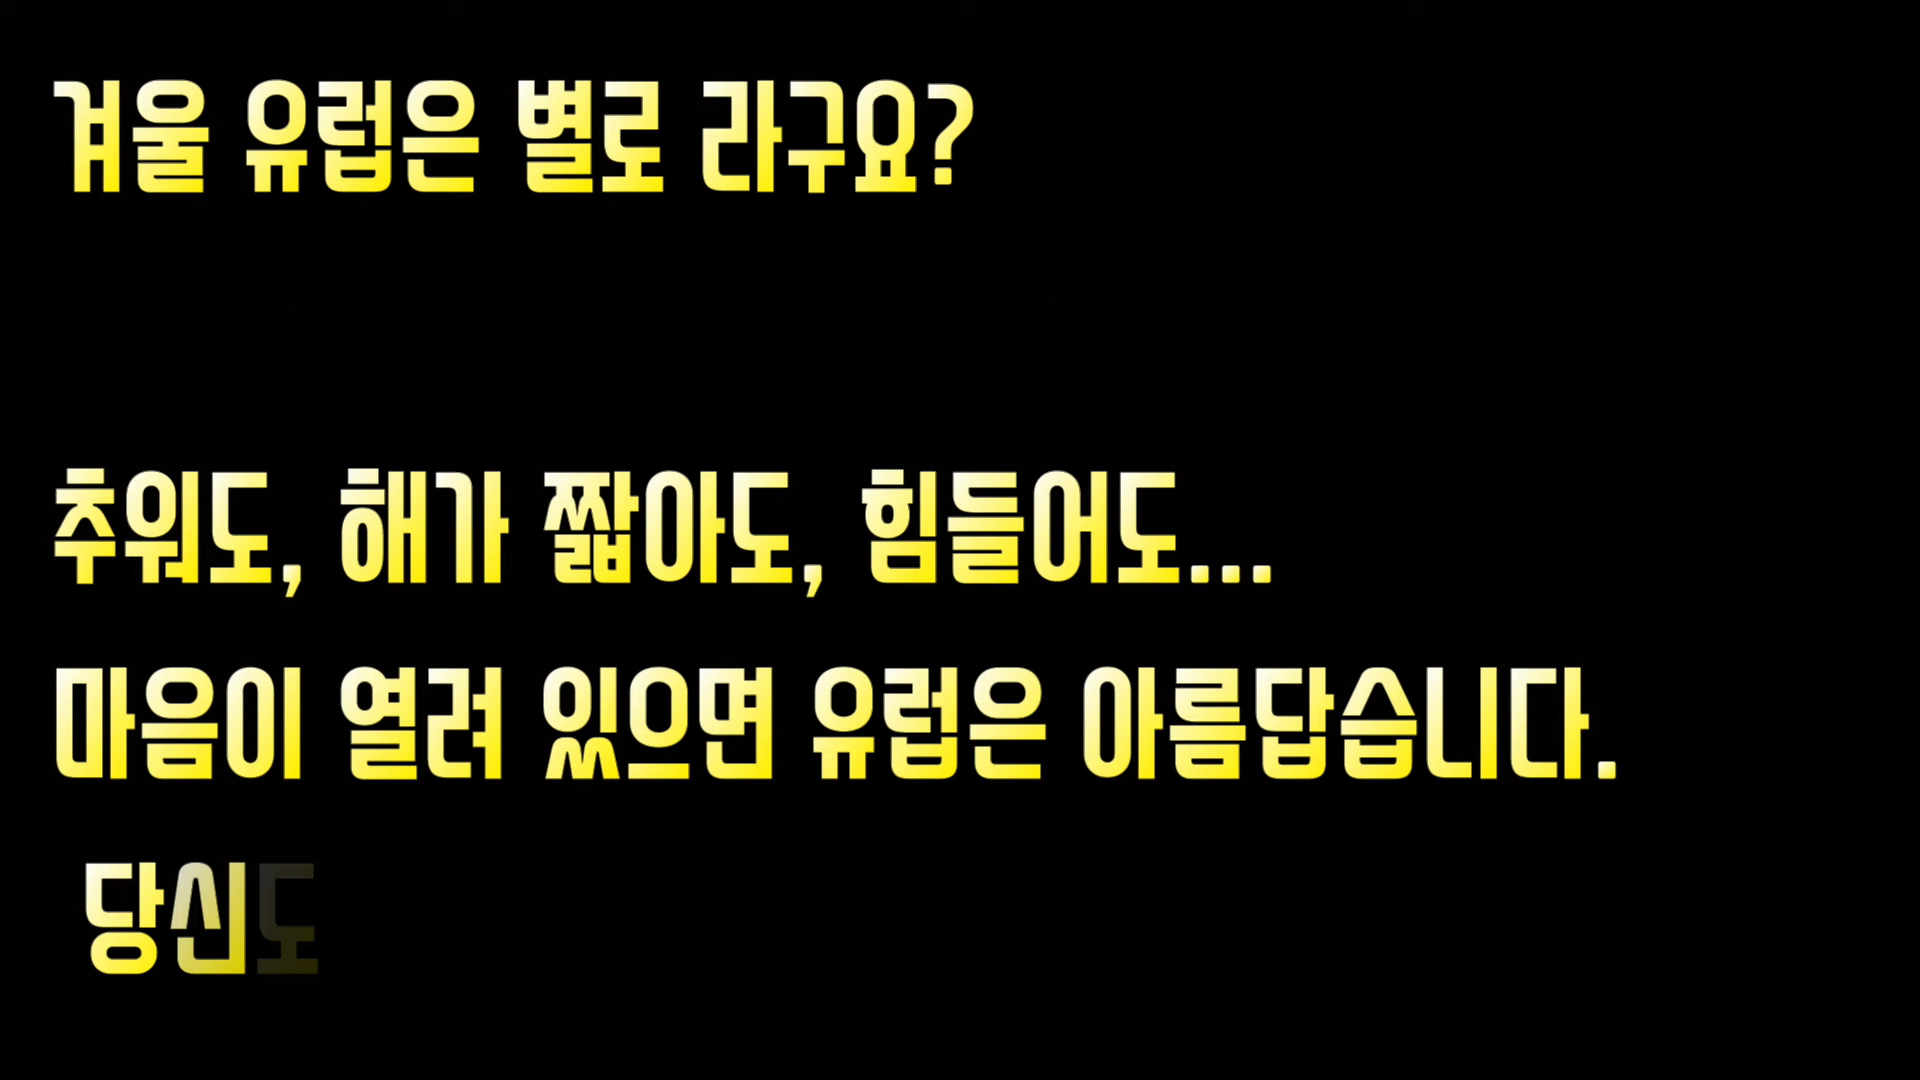 겨울 유럽은 별로 라구요?
추워도, 해가 짧아도, 힘들어도...
마음이 열려 있으면 유럽은 아름답습니다.
당신도